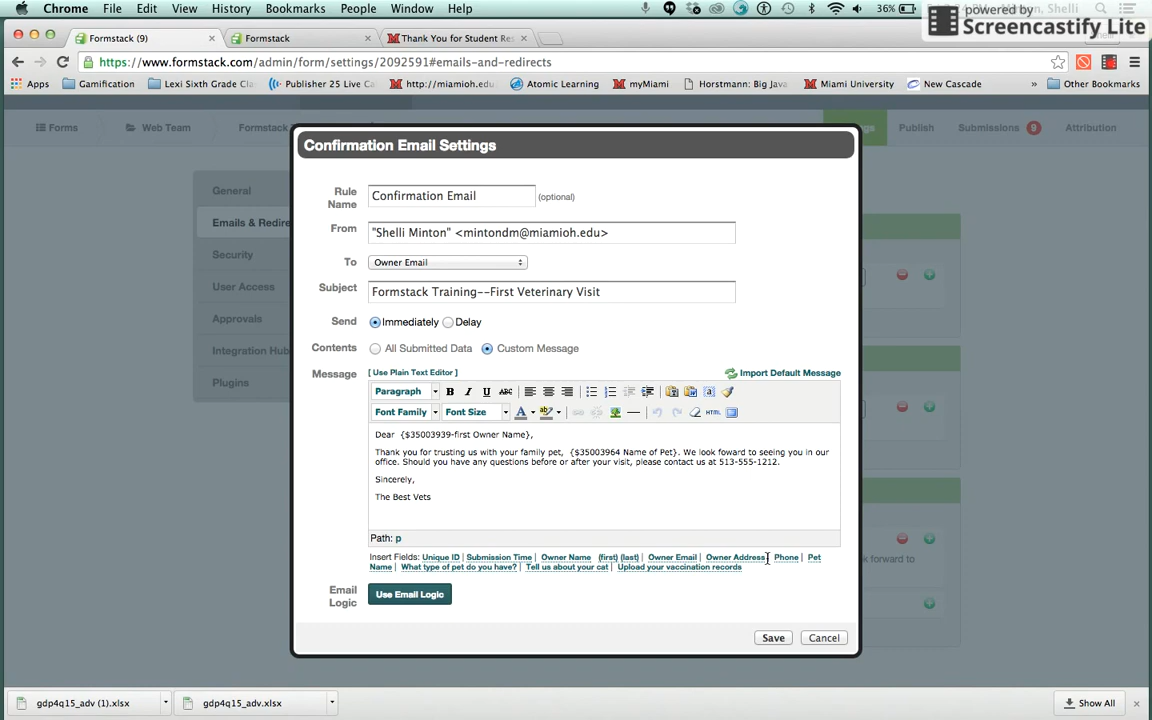 Chrome File Edit View History Bookmarks People Window Help 36% Shelli
powered by
Screencastify Lite
Formstack (9) Formstack Thank You for Student Res
https://www.formstack.com/admin/form/settings/2092591#emails-and-redirects
Apps Gamification Lexi Sixth Grade Cla Publisher 25 Live Ca http://miamioh.edu Atomic Learning myMiami Horstmann: Big Java Miami University New Cascade » Other Bookmarks
Forms Web Team Formstack Publish Submissions 9 Attribution
Confirmation Email Settings
General
Emails & Redire
Security
User Access
Approvals
Integration Hub
Plugins
Rule Name Confirmation Email (optional)
From "Shelli Minton" <mintondm@miamioh.edu>
To Owner Email
Subject Formstack Training--First Veterinary Visit
Send Immediately Delay
Contents All Submitted Data Custom Message
Message [ Use Plain Text Editor ] Import Default Message
Paragraph B I U ABC
Font Family Font Size A ab HTML
Dear {$35003939-first Owner Name},
Thank you for trusting us with your family pet, {$35003964 Name of Pet}. We look foward to seeing you in our
office. Should you have any questions before or after your visit, please contact us at 513-555-1212.
Sincerely,
The Best Vets
Path: p
Insert Fields: Unique ID | Submission Time | Owner Name (first) (last) | Owner Email | Owner Address | Phone | Pet
Name | What type of pet do you have? | Tell us about your cat | Upload your vaccination records
k forward to
Email Logic Use Email Logic
Save Cancel
gdp4q15_adv (1).xlsx gdp4q15_adv.xlsx Show All